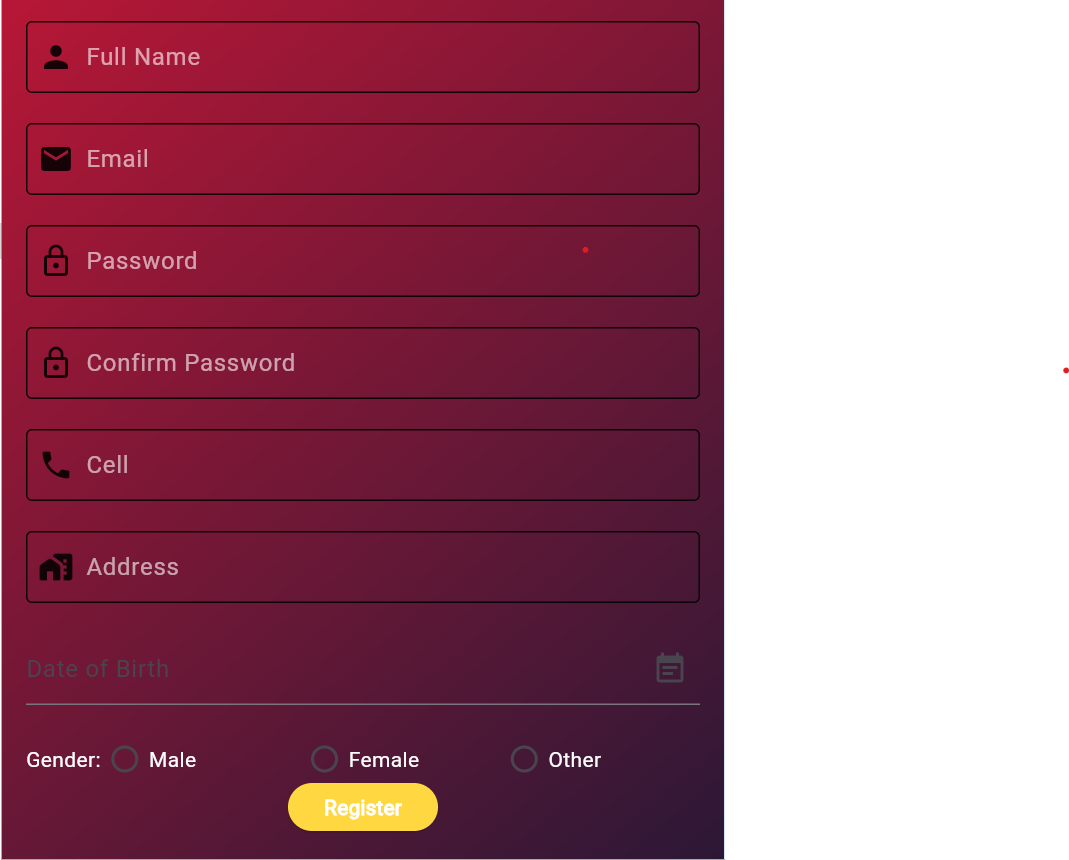 Full Name
Email
Password
Confirm Password
Cell
Address
Date of Birth
Gender: Male Female Other
Register